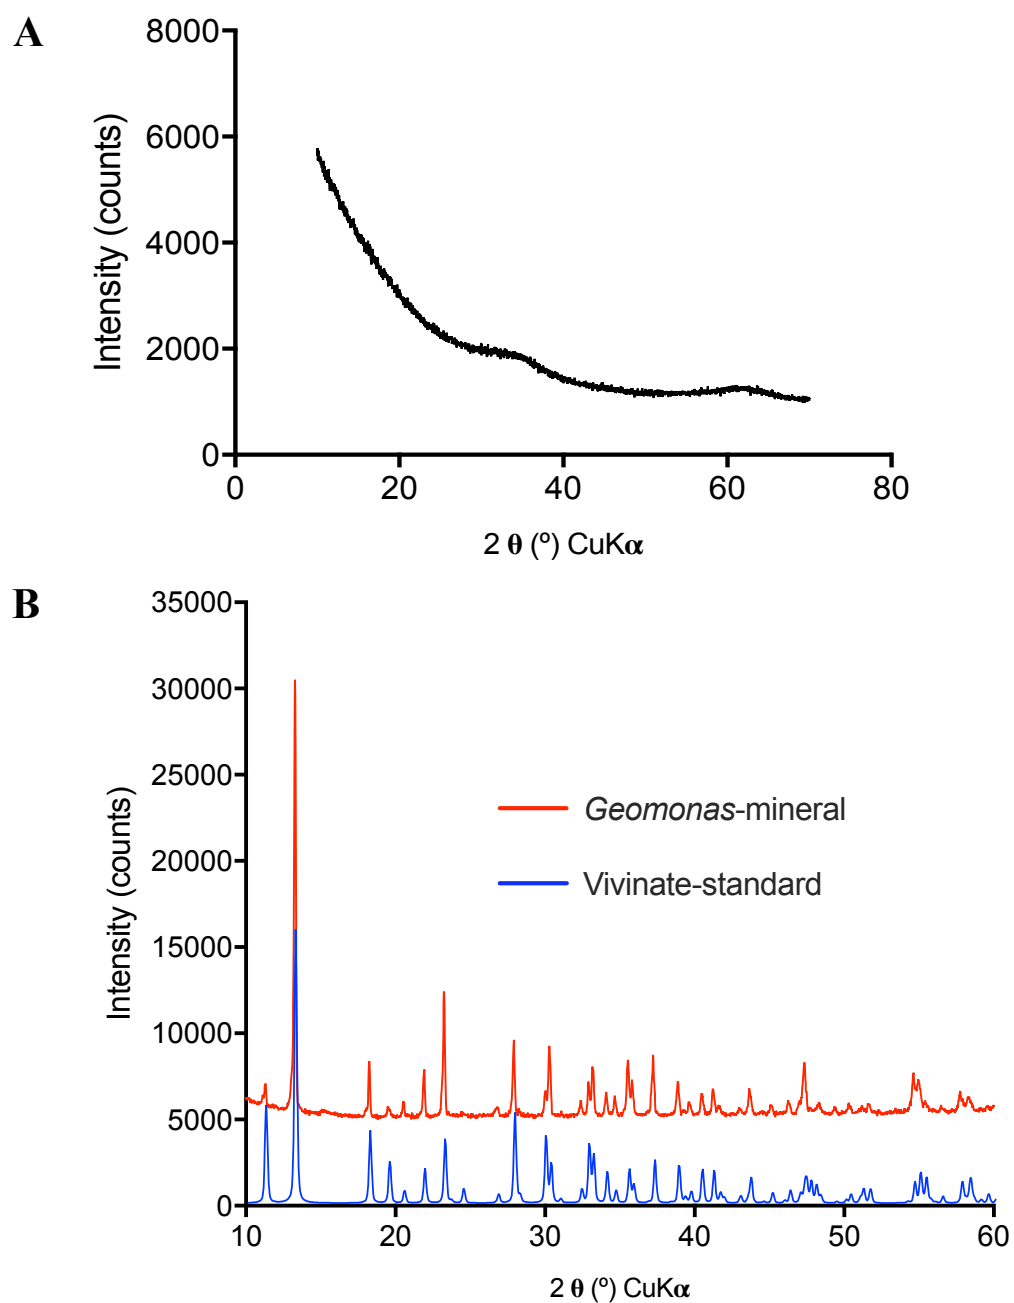 A
8000
6000
4000
2000
0
Intensity (counts)
0 20 40 60 80
2 θ (º) CuKα
B
35000
30000
25000
20000
15000
10000
5000
0
Intensity (counts)
Geomonas-mineral
Vivinate-standard
10 20 30 40 50 60
2 θ (º) CuKα